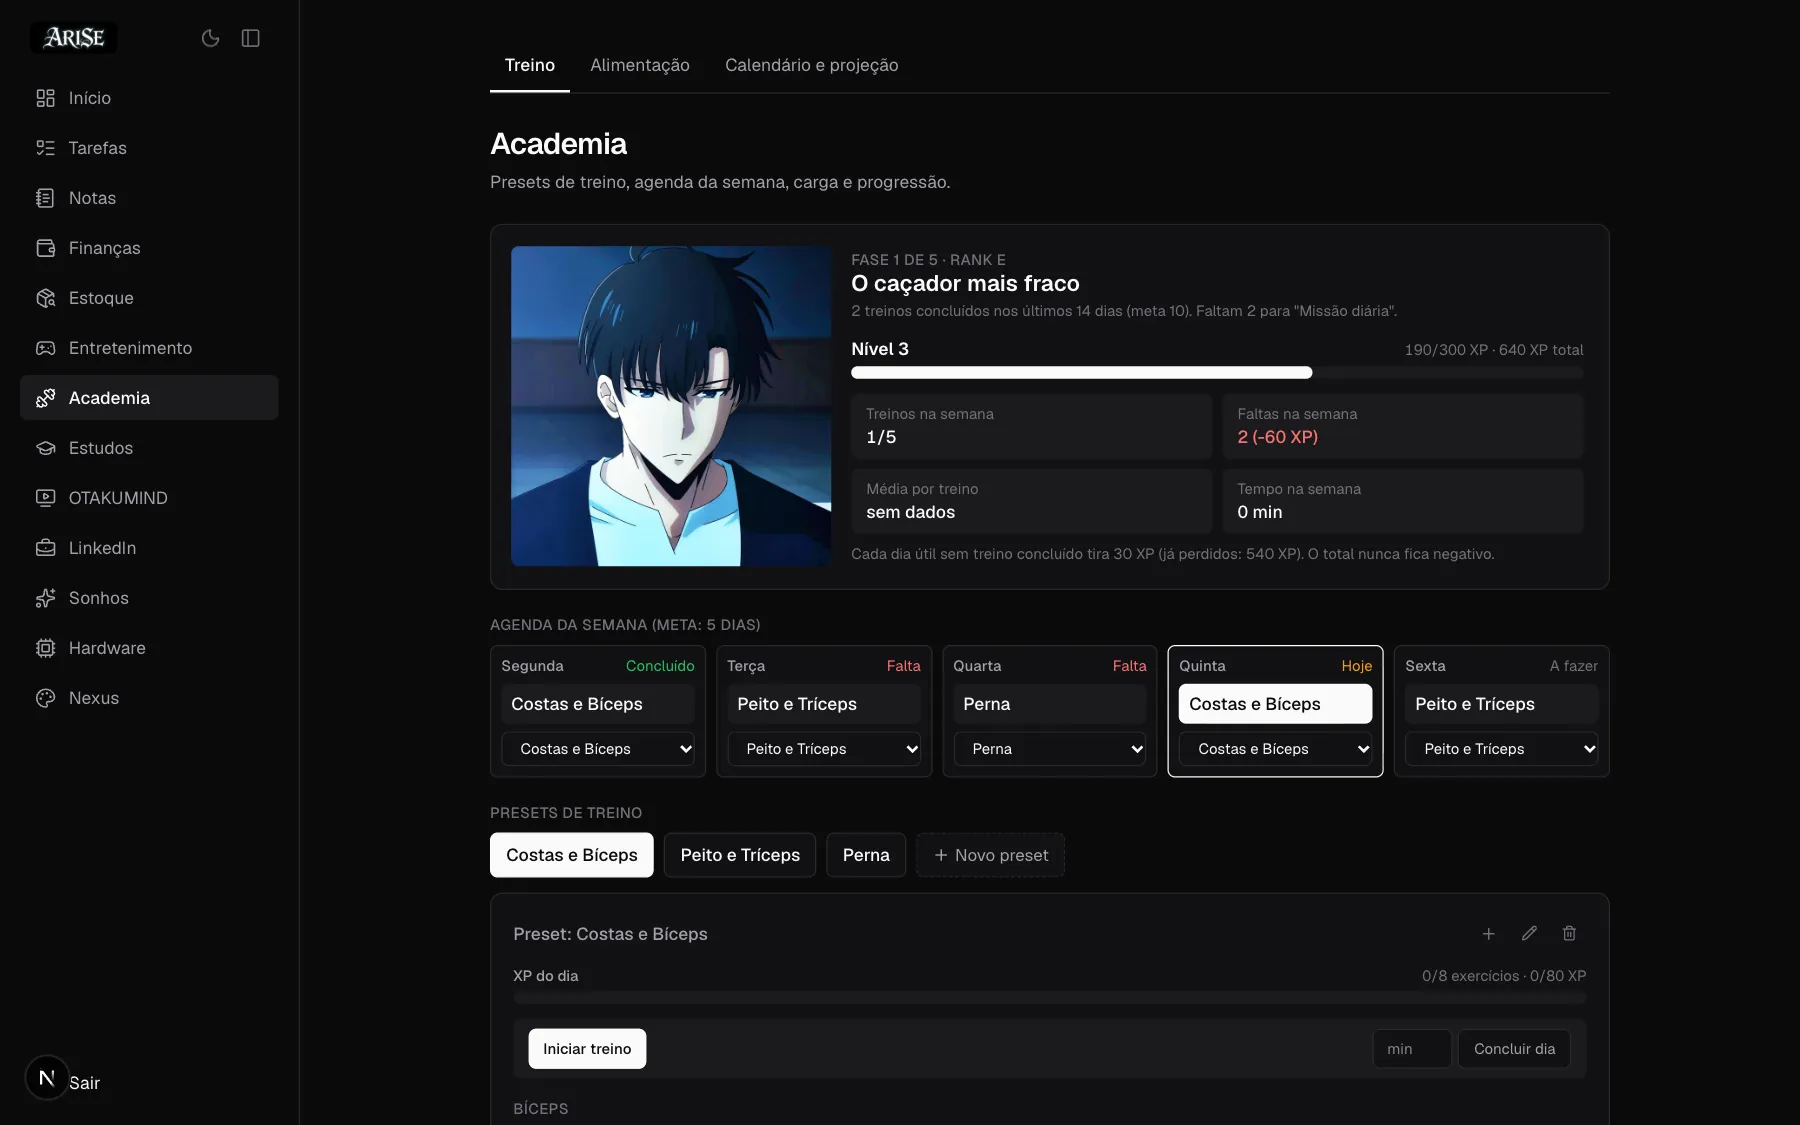 ARISE
Início
Tarefas
Notas
Finanças
Estoque
Entretenimento
Academia
Estudos
OTAKUMIND
LinkedIn
Sonhos
Hardware
Nexus
N
Sair
Treino Alimentação Calendário e projeção
Academia
Presets de treino, agenda da semana, carga e progressão.
FASE 1 DE 5 · RANK E
O caçador mais fraco
2 treinos concluídos nos últimos 14 dias (meta 10). Faltam 2 para "Missão diária".
Nível 3 190/300 XP · 640 XP total
Treinos na semana
1/5
Faltas na semana
2 (-60 XP)
Média por treino
sem dados
Tempo na semana
0 min
Cada dia útil sem treino concluído tira 30 XP (já perdidos: 540 XP). O total nunca fica negativo.
AGENDA DA SEMANA (META: 5 DIAS)
Segunda Concluído
Costas e Bíceps
Costas e Bíceps
Terça Falta
Peito e Tríceps
Peito e Tríceps
Quarta Falta
Perna
Perna
Quinta Hoje
Costas e Bíceps
Costas e Bíceps
Sexta A fazer
Peito e Tríceps
Peito e Tríceps
PRESETS DE TREINO
Costas e Bíceps Peito e Tríceps Perna + Novo preset
Preset: Costas e Bíceps
XP do dia 0/8 exercícios · 0/80 XP
Iniciar treino min Concluir dia
BÍCEPS